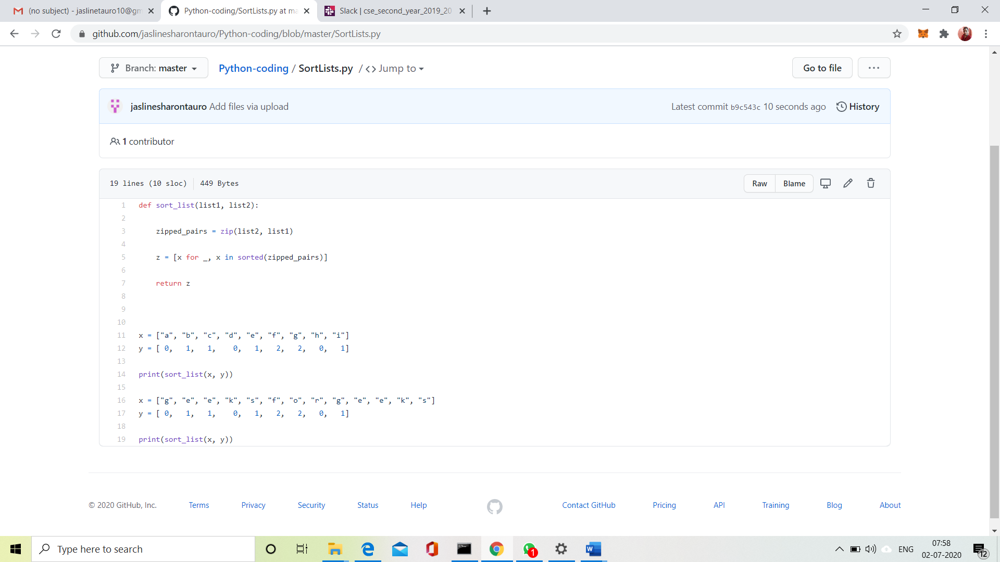 (no subject) - jaslinetauro10@gm
Python-coding/SortLists.py at ma
Slack | cse_second_year_2019_20
github.com/jaslinesharontauro/Python-coding/blob/master/SortLists.py
Branch: master
Python-coding / SortLists.py / <> Jump to
Go to file
...
jaslinesharontauro Add files via upload
Latest commit b9c543c 10 seconds ago
History
1 contributor
19 lines (10 sloc) 449 Bytes
Raw Blame
1 def sort_list(list1, list2):
2
3     zipped_pairs = zip(list2, list1)
4
5     z = [x for _, x in sorted(zipped_pairs)]
6
7     return z
8
9
10
11 x = ["a", "b", "c", "d", "e", "f", "g", "h", "i"]
12 y = [ 0,   1,   1,    0,   1,   2,   2,   0,   1]
13
14 print(sort_list(x, y))
15
16 x = ["g", "e", "e", "k", "s", "f", "o", "r", "g", "e", "e", "k", "s"]
17 y = [ 0,   1,   1,    0,   1,   2,   2,   0,   1]
18
19 print(sort_list(x, y))
© 2020 GitHub, Inc. Terms Privacy Security Status Help Contact GitHub Pricing API Training Blog About
Type here to search
W
1
ENG
07:58
02-07-2020
12